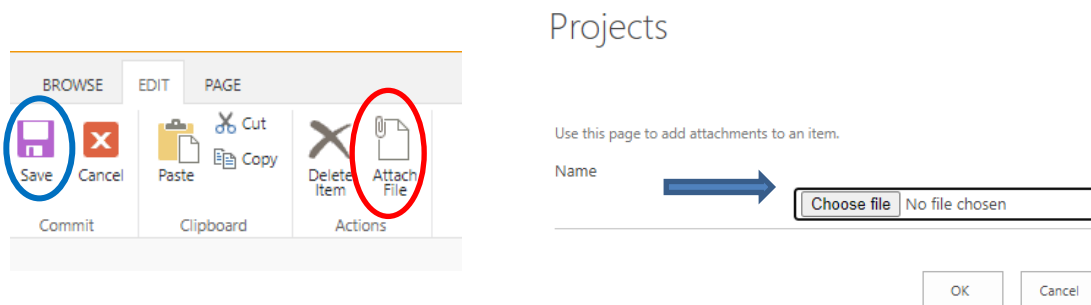 Projects
BROWSE EDIT PAGE
Cut
Copy
Save Cancel Paste Delete Item Attach File
Commit Clipboard Actions
Use this page to add attachments to an item.
Name
Choose file No file chosen
OK Cancel